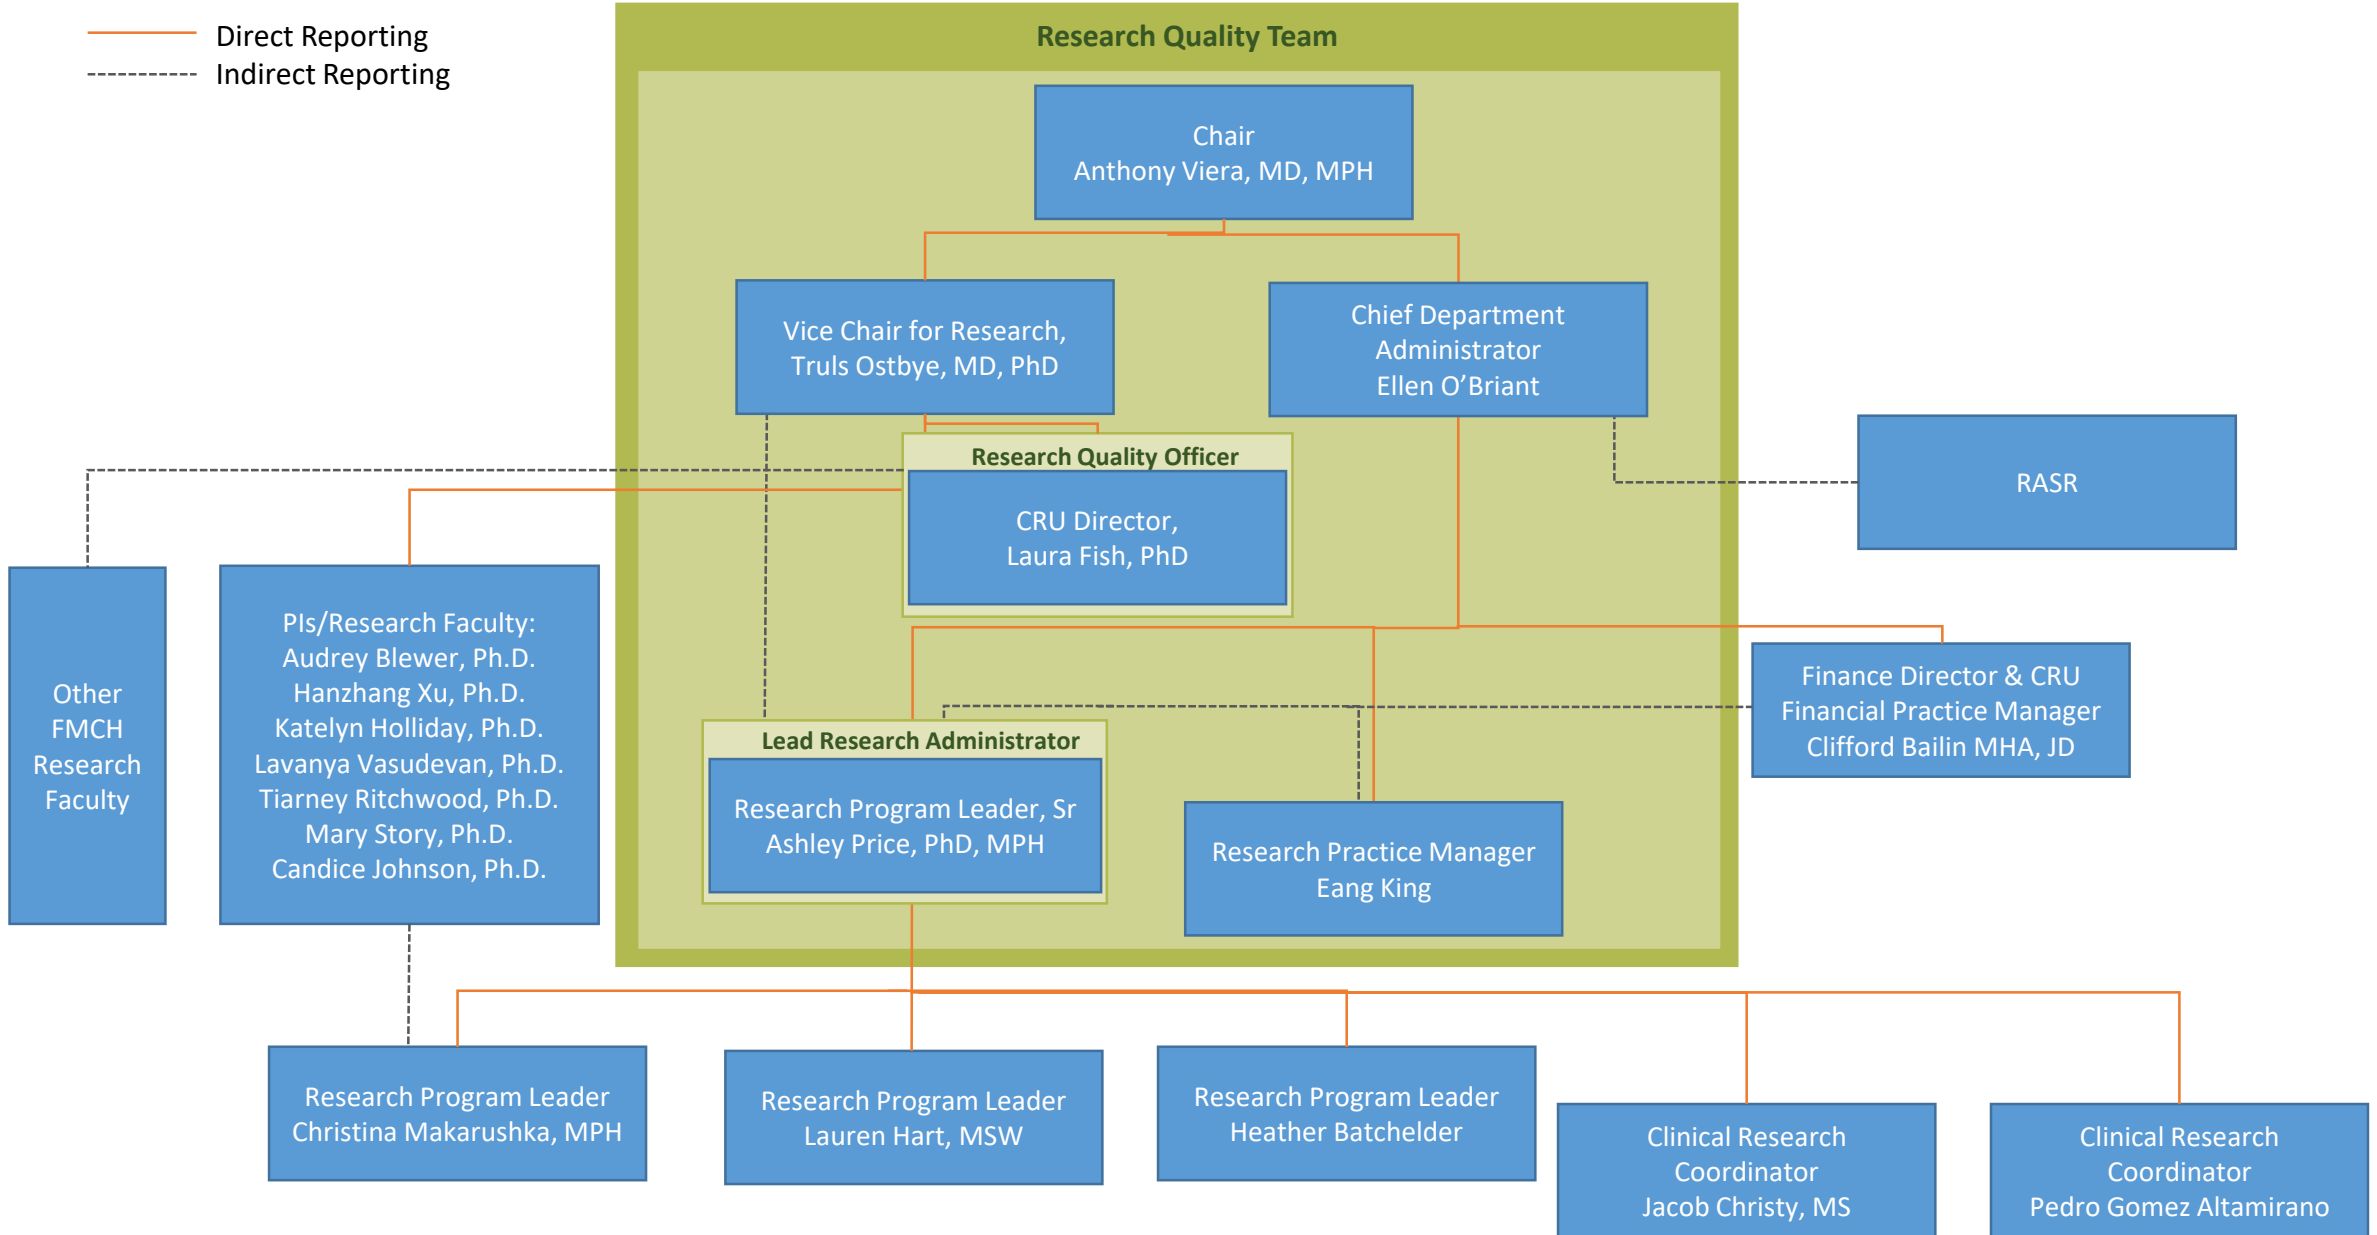 Direct Reporting
Indirect Reporting
Research Quality Team
Chair
Anthony Viera, MD, MPH
Vice Chair for Research,
Truls Ostbye, MD, PhD
Chief Department
Administrator
Ellen O’Briant
Research Quality Officer
CRU Director,
Laura Fish, PhD
RASR
Other
FMCH
Research
Faculty
PIs/Research Faculty:
Audrey Blewer, Ph.D.
Hanzhang Xu, Ph.D.
Katelyn Holliday, Ph.D.
Lavanya Vasudevan, Ph.D.
Tiarney Ritchwood, Ph.D.
Mary Story, Ph.D.
Candice Johnson, Ph.D.
Finance Director & CRU
Financial Practice Manager
Clifford Bailin MHA, JD
Lead Research Administrator
Research Program Leader, Sr
Ashley Price, PhD, MPH
Research Practice Manager
Eang King
Research Program Leader
Christina Makarushka, MPH
Research Program Leader
Lauren Hart, MSW
Research Program Leader
Heather Batchelder
Clinical Research
Coordinator
Jacob Christy, MS
Clinical Research
Coordinator
Pedro Gomez Altamirano